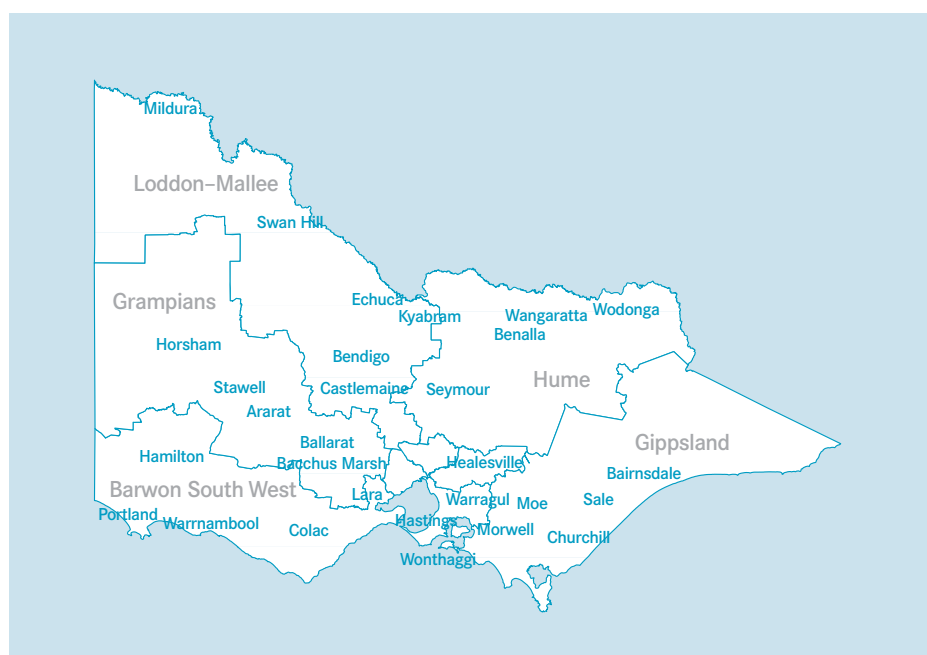 Mildura
Loddon–Mallee
Swan Hill
Echuca
Grampians
Kyabram
Wangaratta
Wodonga
Benalla
Horsham
Bendigo
Hume
Stawell
Castlemaine
Seymour
Ararat
Ballarat
Gippsland
Hamilton
Bacchus Marsh
Healesville
Bairnsdale
Barwon South West
Lara
Warragul
Moe
Sale
Portland
Warrnambool
Hastings
Colac
Morwell
Churchill
Wonthaggi